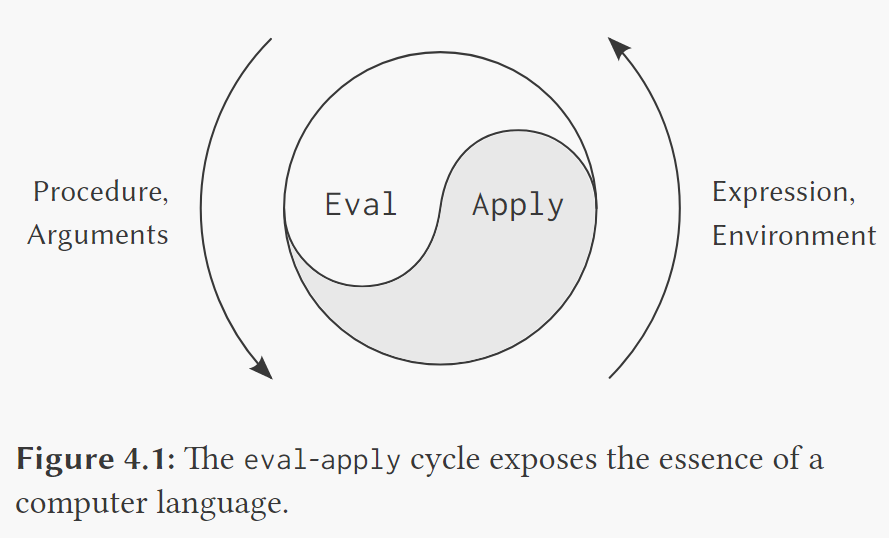 Procedure,
Arguments
Eval
Apply
Expression,
Environment
Figure 4.1: The eval-apply cycle exposes the essence of a
computer language.